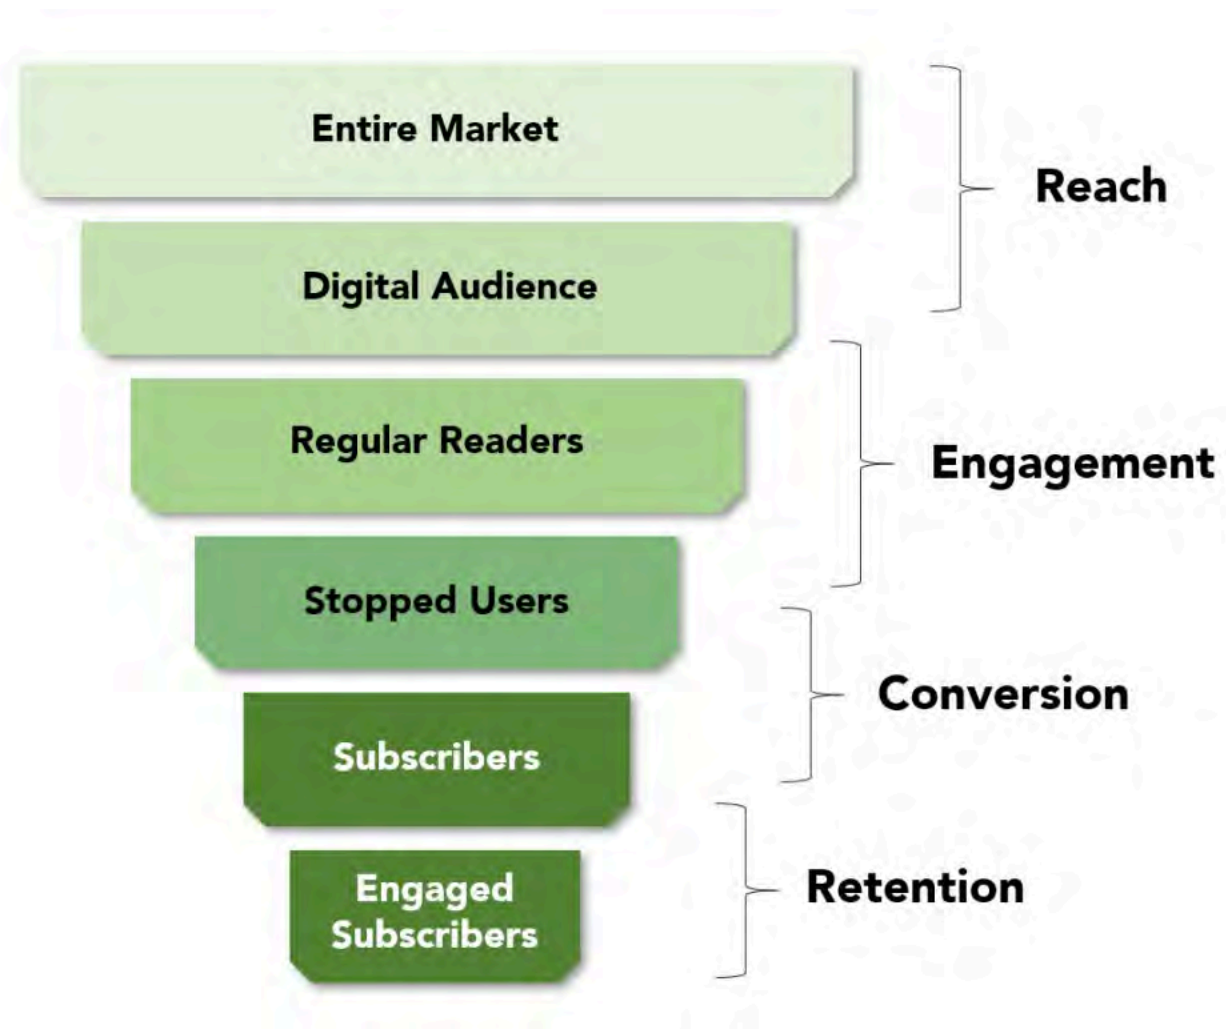 Entire Market
Reach
Digital Audience
Regular Readers
Engagement
Stopped Users
Conversion
Subscribers
Engaged
Subscribers
Retention